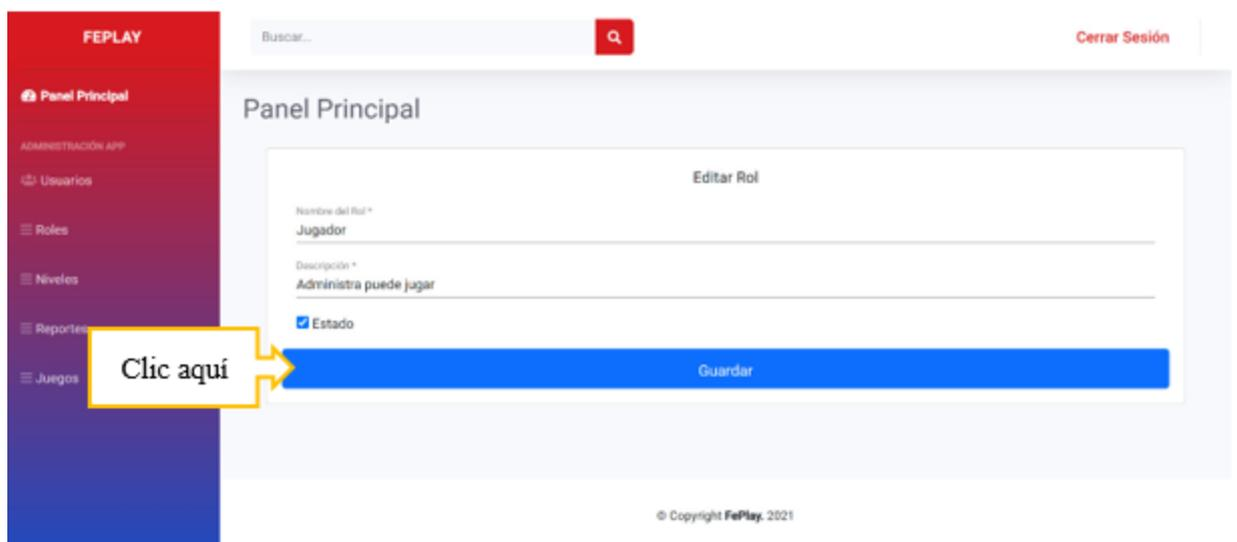 FEPLAY
Buscar...
Cerrar Sesión
Panel Principal
ADMINISTRACIÓN APP
Usuarios
Roles
Niveles
Reportes
Juegos
Panel Principal
Editar Rol
Nombre del Rol *
Jugador
Descripción *
Administra puede jugar
Estado
Guardar
Clic aquí
© Copyright FePlay. 2021